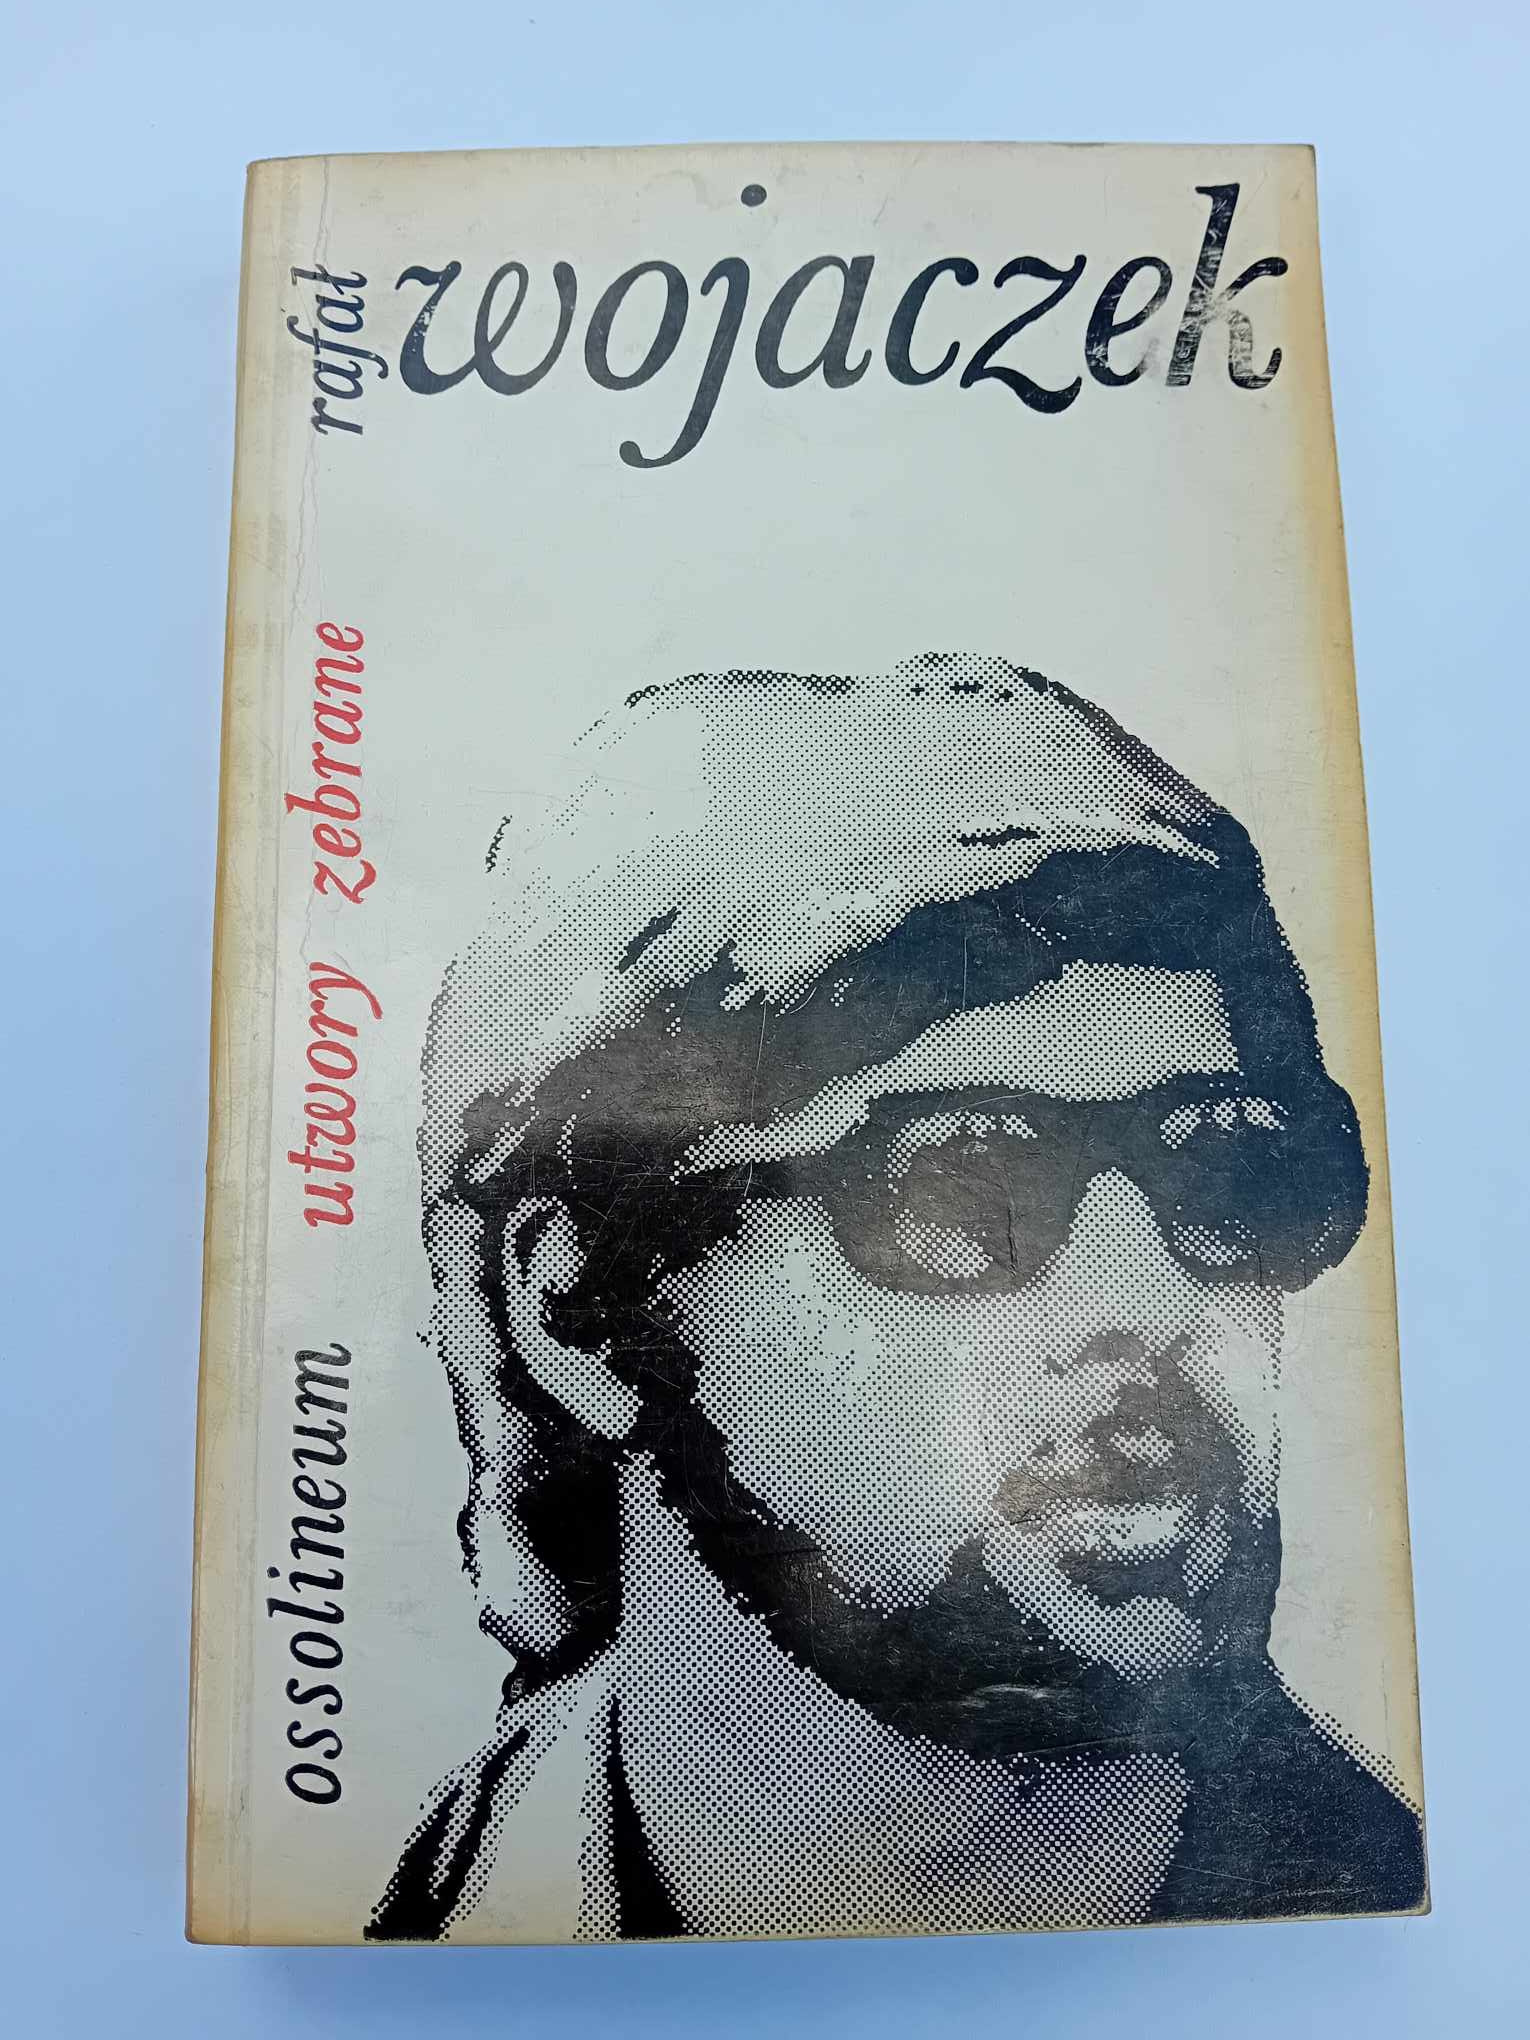 rafał
wojaczek
utwory zebrane
ossolineum